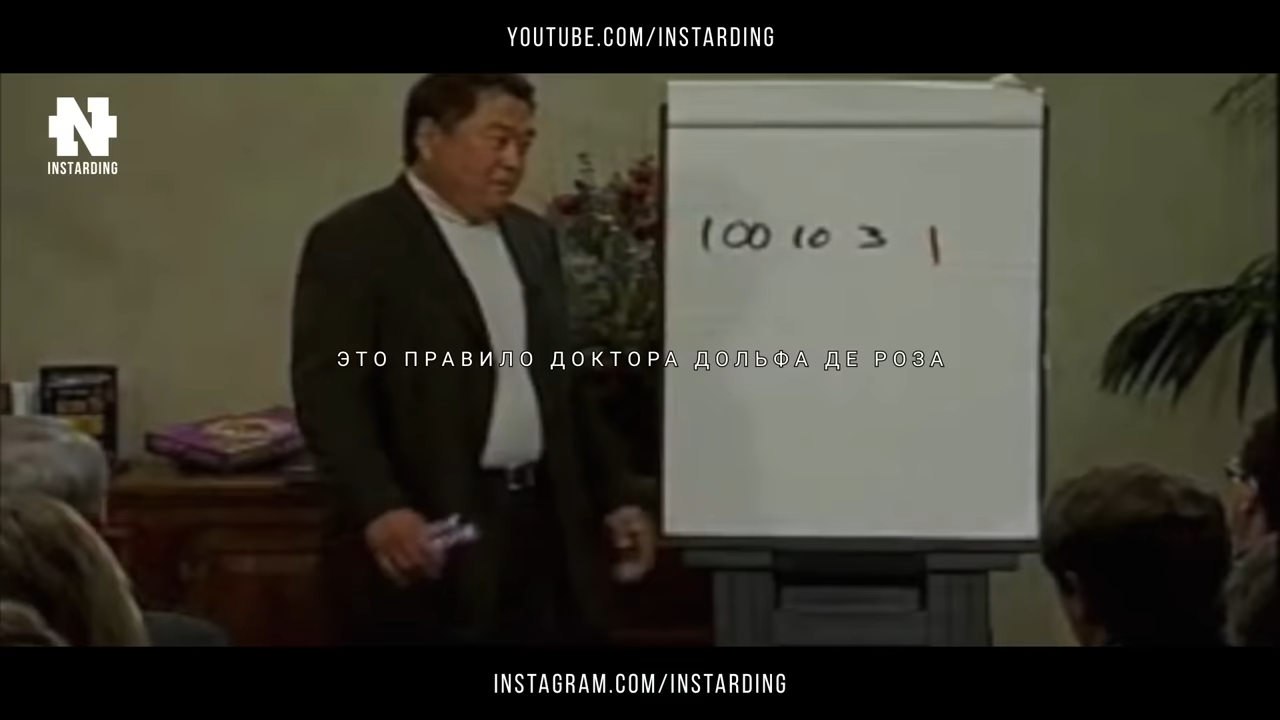 YOUTUBE.COM/INSTARDING
N
INSTARDING
100 10 3 1
ЭТО ПРАВИЛО ДОКТОРА ДОЛЬФА ДЕ РОЗА
INSTAGRAM.COM/INSTARDING